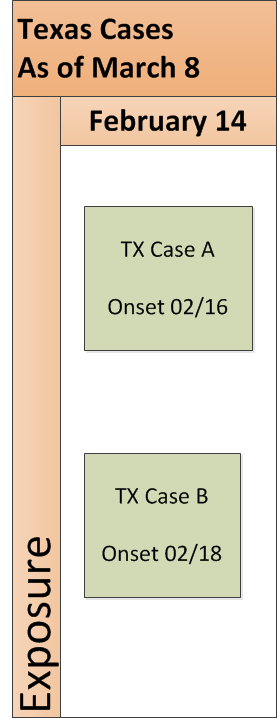 Texas Cases
As of March 8
February 14
TX Case A
Onset 02/16
TX Case B
Onset 02/18
Exposure